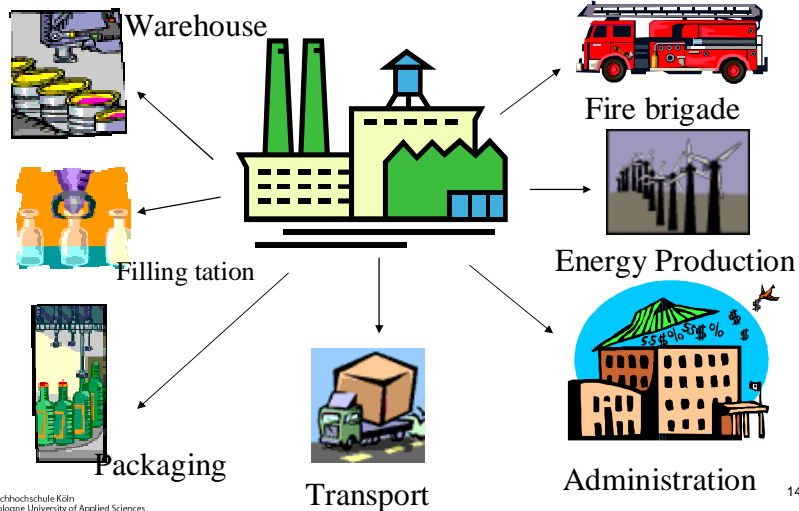 Warehouse
Fire brigade
Filling tation
Energy Production
$$$%$$$%
$
$
Packaging
Transport
Administration
chhochschule Köln
ologne University of Applied Sciences
14